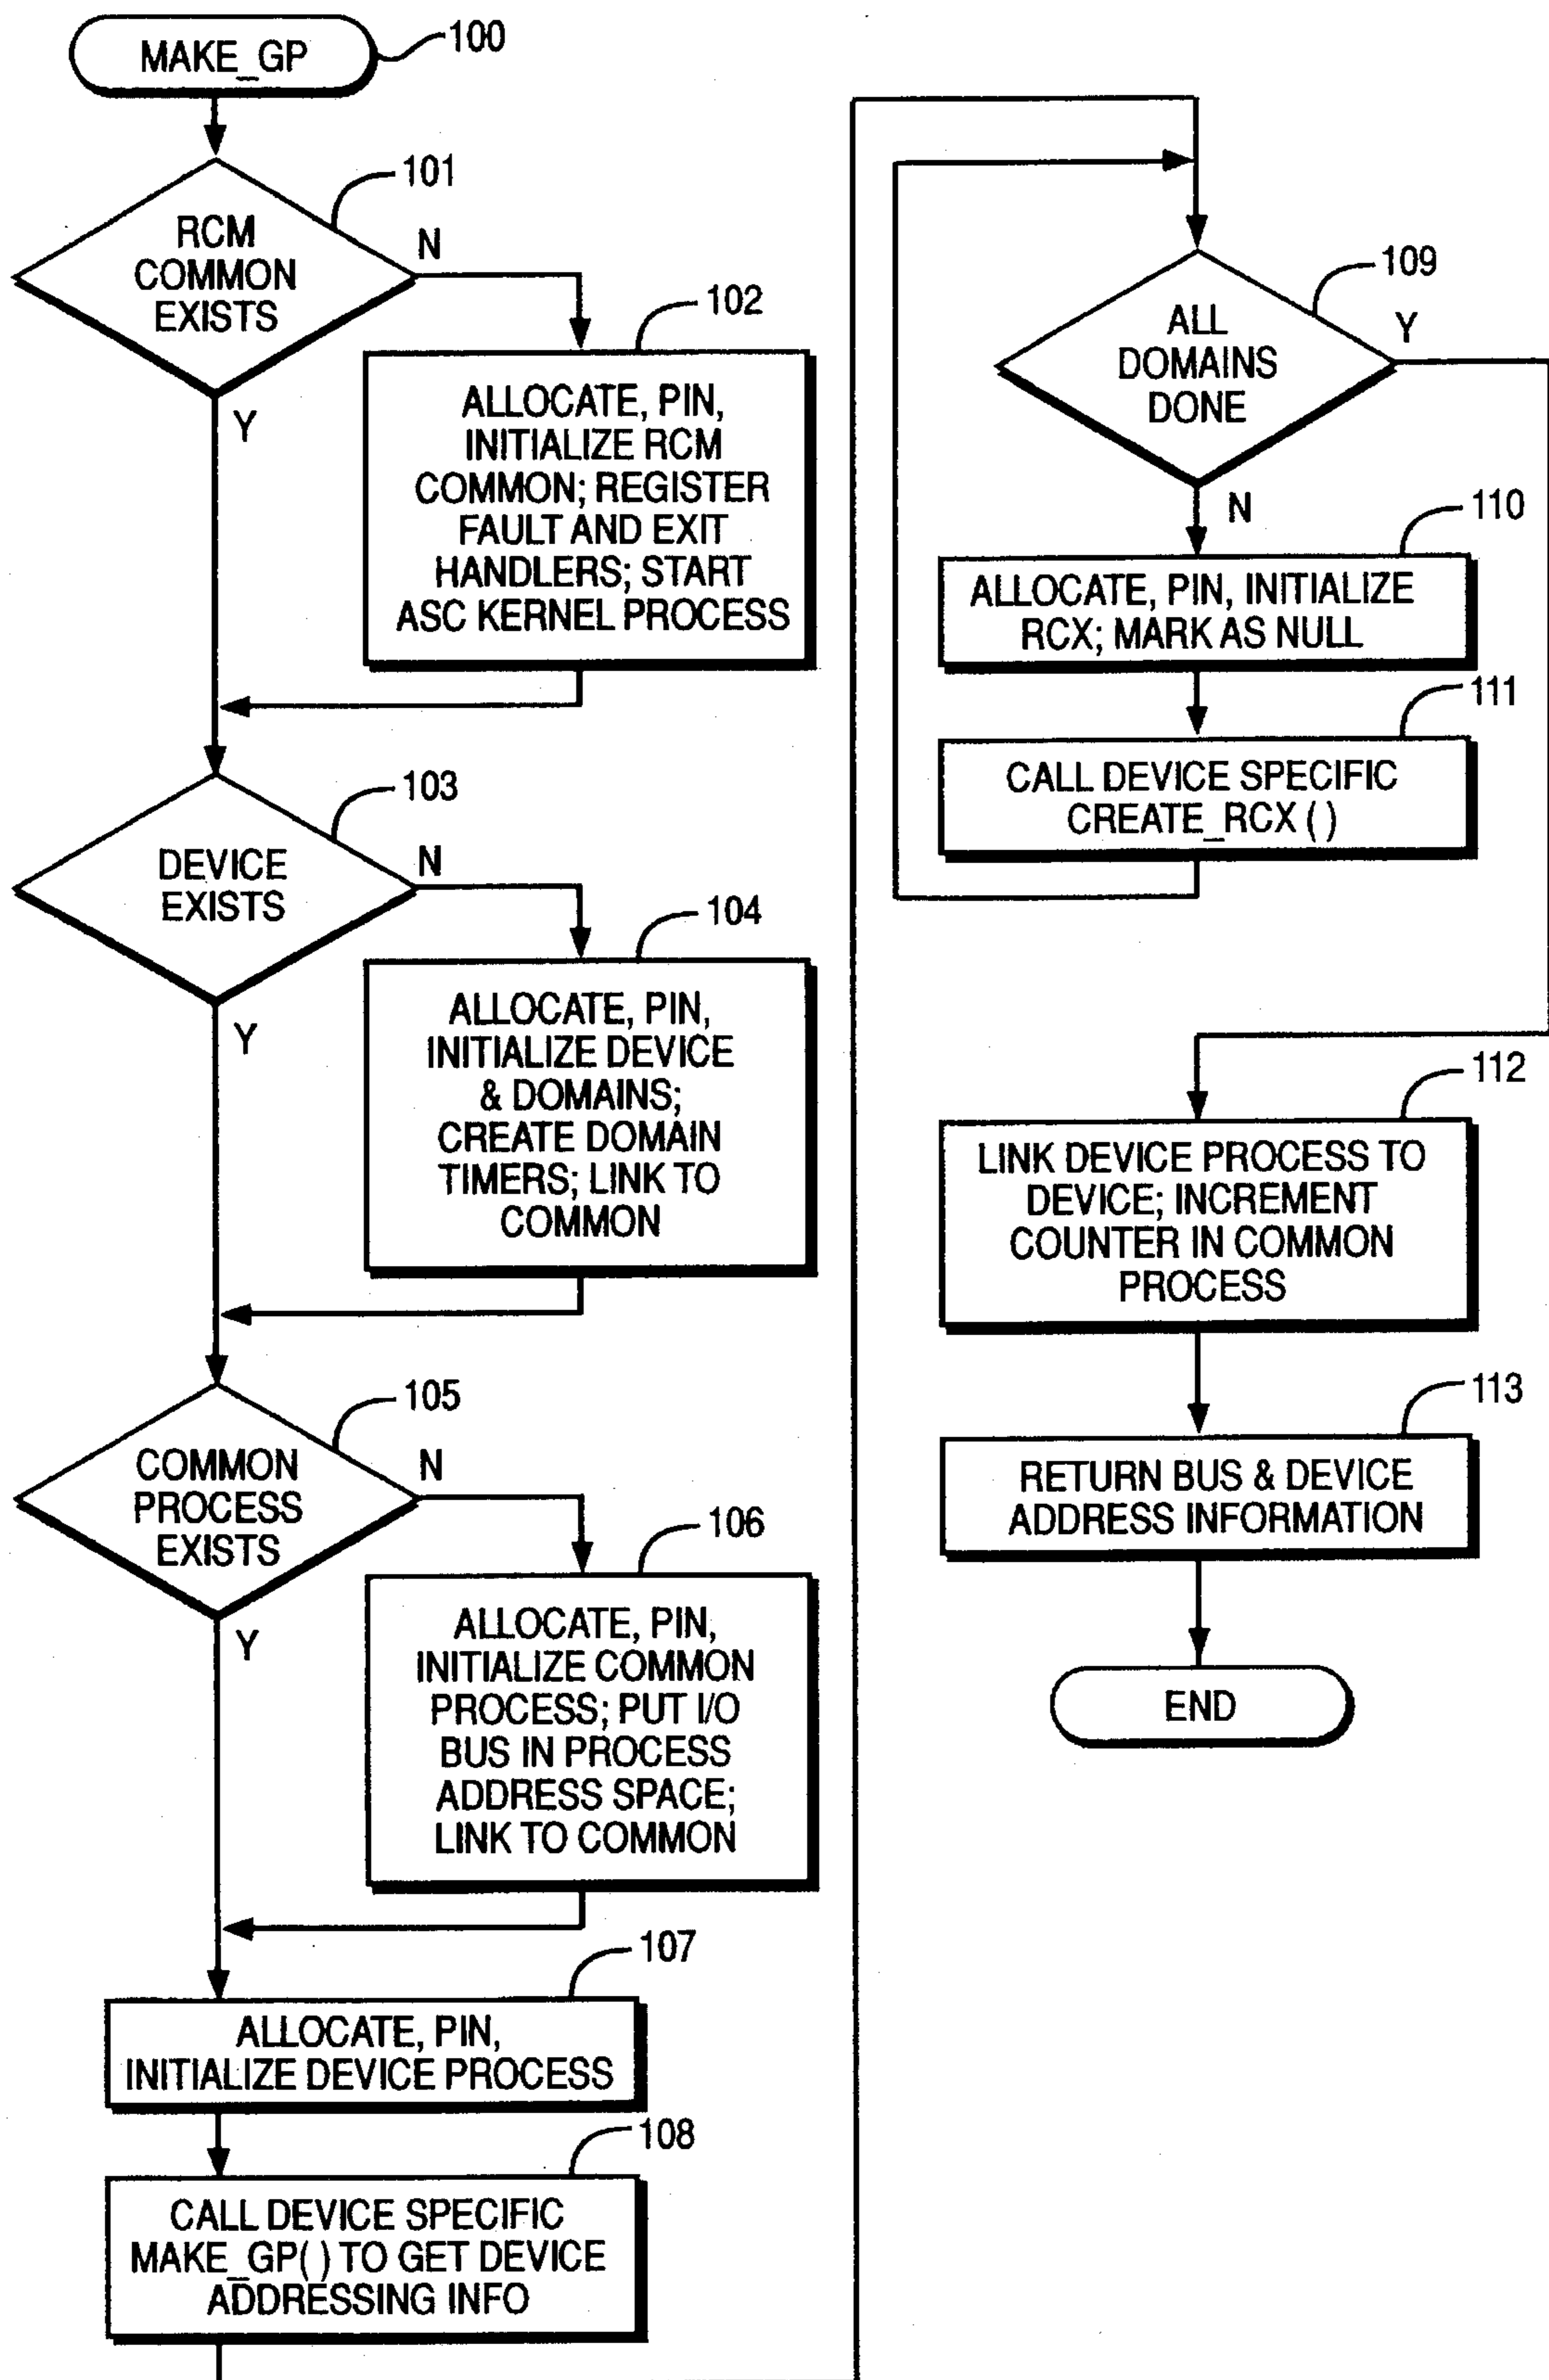 MAKE_GP
100
101
RCM
COMMON
EXISTS
N
Y
102
ALLOCATE, PIN,
INITIALIZE RCM
COMMON; REGISTER
FAULT AND EXIT
HANDLERS; START
ASC KERNEL PROCESS
103
DEVICE
EXISTS
N
Y
104
ALLOCATE, PIN,
INITIALIZE DEVICE
& DOMAINS;
CREATE DOMAIN
TIMERS; LINK TO
COMMON
105
COMMON
PROCESS
EXISTS
N
Y
106
ALLOCATE, PIN,
INITIALIZE COMMON
PROCESS; PUT I/O
BUS IN PROCESS
ADDRESS SPACE;
LINK TO COMMON
107
ALLOCATE, PIN,
INITIALIZE DEVICE PROCESS
108
CALL DEVICE SPECIFIC
MAKE_GP( ) TO GET DEVICE
ADDRESSING INFO
109
ALL
DOMAINS
DONE
Y
N
110
ALLOCATE, PIN, INITIALIZE
RCX; MARK AS NULL
111
CALL DEVICE SPECIFIC
CREATE_RCX ( )
112
LINK DEVICE PROCESS TO
DEVICE; INCREMENT
COUNTER IN COMMON
PROCESS
113
RETURN BUS & DEVICE
ADDRESS INFORMATION
END